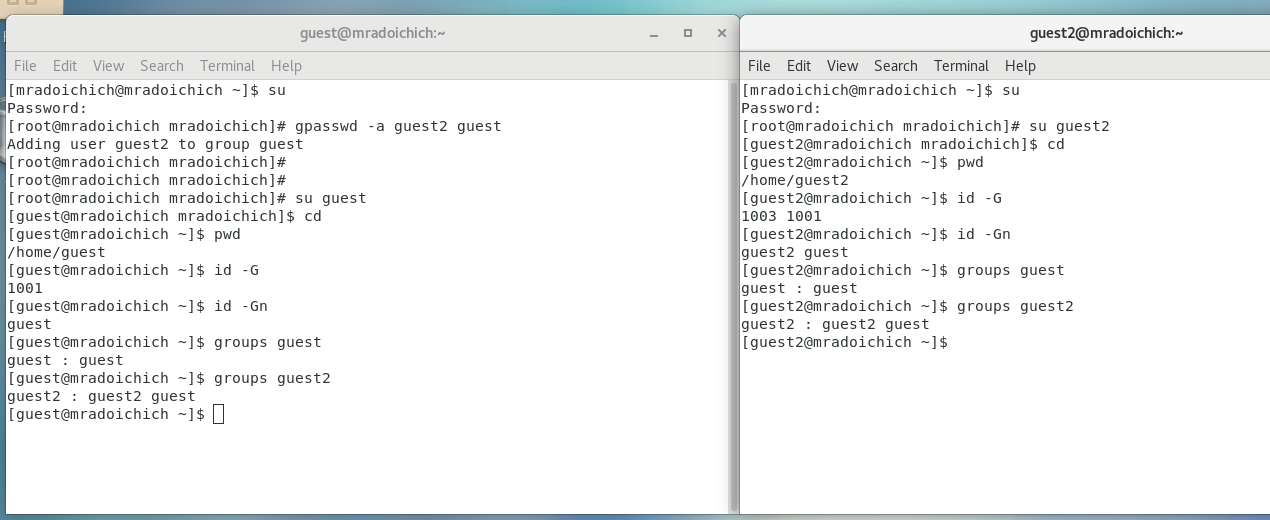 guest@mradoichich:~
File Edit View Search Terminal Help
[mradoichich@mradoichich ~]$ su
Password:
[root@mradoichich mradoichich]# gpasswd -a guest2 guest
Adding user guest2 to group guest
[root@mradoichich mradoichich]#
[root@mradoichich mradoichich]#
[root@mradoichich mradoichich]# su guest
[guest@mradoichich mradoichich]$ cd
[guest@mradoichich ~]$ pwd
/home/guest
[guest@mradoichich ~]$ id -G
1001
[guest@mradoichich ~]$ id -Gn
guest
[guest@mradoichich ~]$ groups guest
guest : guest
[guest@mradoichich ~]$ groups guest2
guest2 : guest2 guest
[guest@mradoichich ~]$
guest2@mradoichich:~
File Edit View Search Terminal Help
[mradoichich@mradoichich ~]$ su
Password:
[root@mradoichich mradoichich]# su guest2
[guest2@mradoichich mradoichich]$ cd
[guest2@mradoichich ~]$ pwd
/home/guest2
[guest2@mradoichich ~]$ id -G
1003 1001
[guest2@mradoichich ~]$ id -Gn
guest2 guest
[guest2@mradoichich ~]$ groups guest
guest : guest
[guest2@mradoichich ~]$ groups guest2
guest2 : guest2 guest
[guest2@mradoichich ~]$